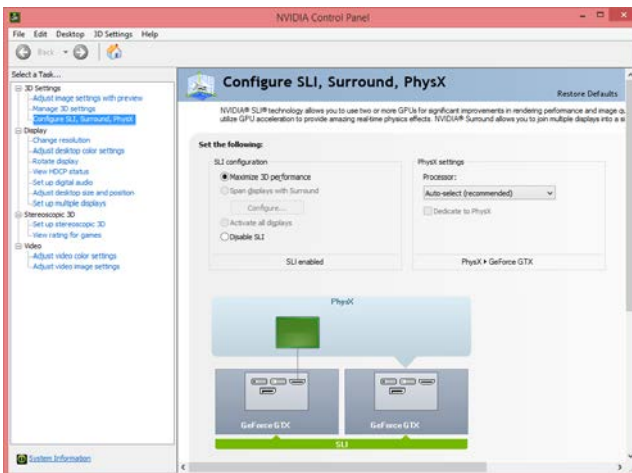 NVIDIA Control Panel
File Edit Desktop 3D Settings Help
Back
Select a Task...
Configure SLI, Surround, PhysX
Restore Defaults
3D Settings
Adjust image settings with preview
Manage 3D settings
Configure SLI, Surround, PhysX
Display
Change resolution
Adjust desktop color settings
Rotate display
View HDCP status
Set up digital audio
Adjust desktop size and position
Set up multiple displays
Stereoscopic 3D
Set up stereoscopic 3D
View rating for games
Video
Adjust video color settings
Adjust video image settings
System Information
NVIDIA® SLI® technology allows you to use two or more GPUs for significant improvements in rendering performance and image qu
utilize GPU acceleration to provide amazing real-time physics effects. NVIDIA® Surround allows you to join multiple displays into a si
Set the following:
SLI configuration
Maximize 3D performance
Span displays with Surround
Configure...
Activate all displays
Disable SLI
SLI enabled
PhysX settings
Processor:
Auto-select (recommended)
Dedicate to PhysX
PhysX ▸ GeForce GTX
PhysX
GeForce GTX
GeForce GTX
SLI